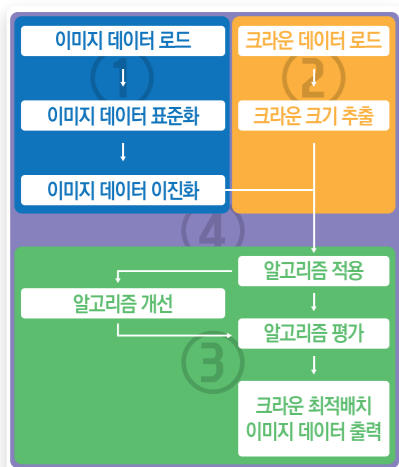 이미지 데이터 로드
①
이미지 데이터 표준화
이미지 데이터 이진화
크라운 데이터 로드
②
크라운 크기 추출
④
알고리즘 적용
알고리즘 개선
알고리즘 평가
③
크라운 최적배치
이미지 데이터 출력